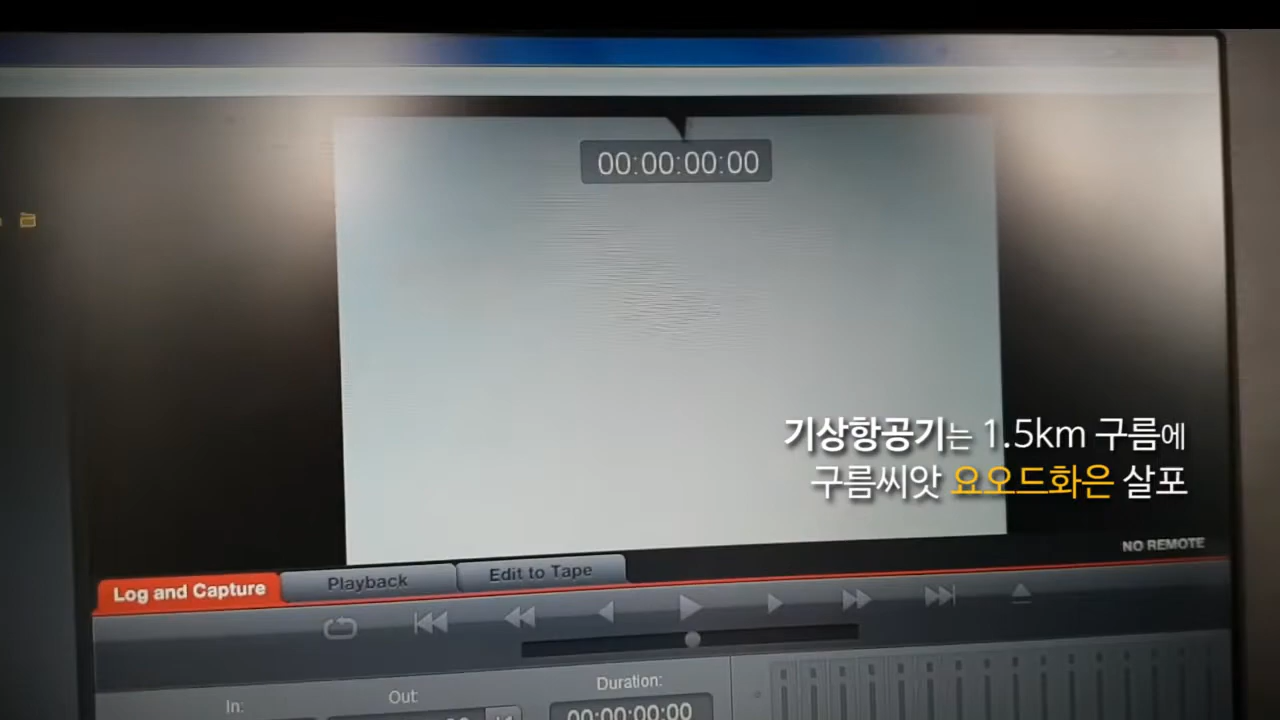 00:00:00:00
기상항공기는 1.5km 구름에
구름씨앗 요오드화은 살포
NO REMOTE
Log and Capture
Playback
Edit to Tape
In:
Out:
Duration:
00:00:00:00